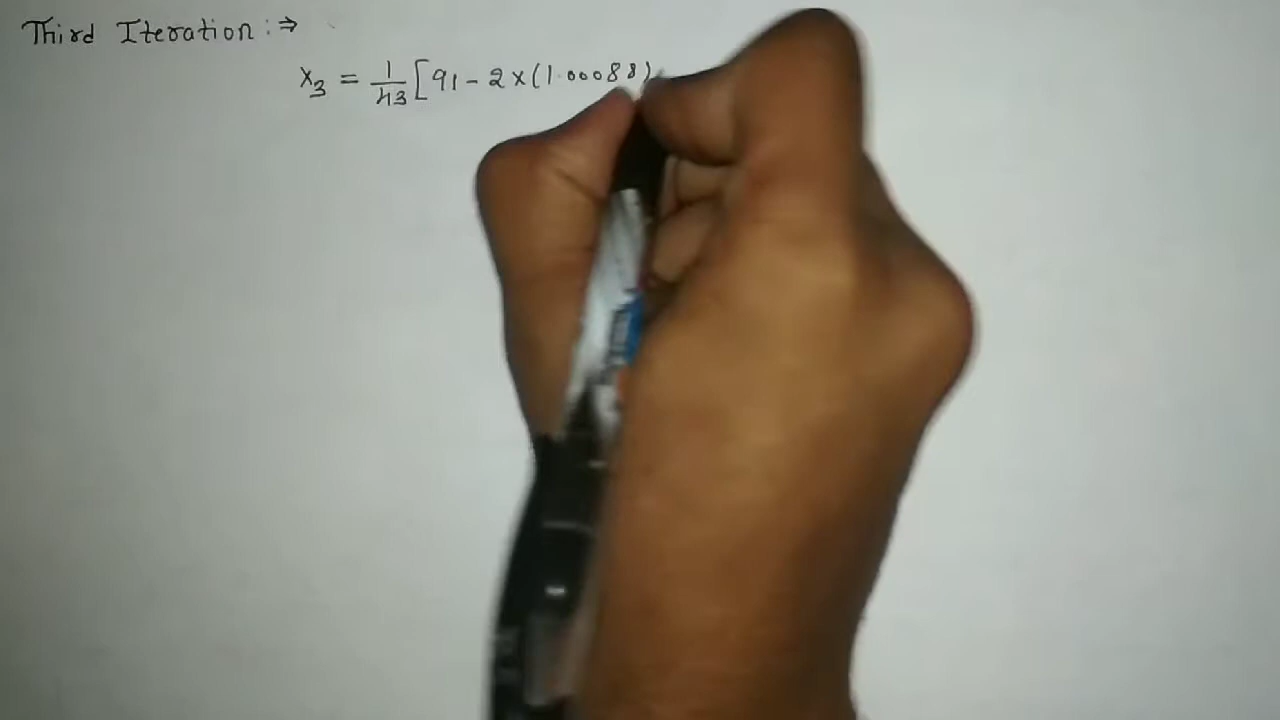 Third Iteration :⇒
x₃ = 1/43 [91 - 2×(1.00088)